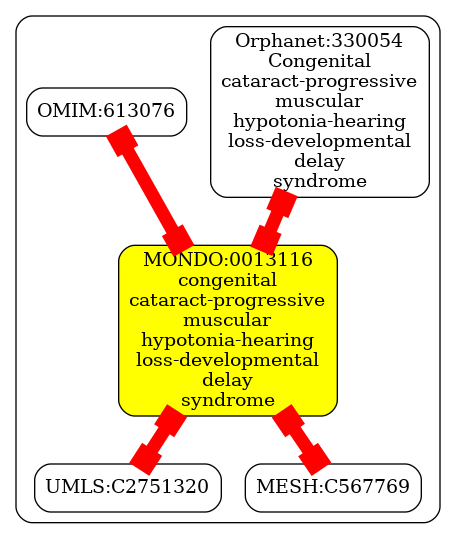 OMIM:613076
Orphanet:330054
Congenital
cataract-progressive
muscular
hypotonia-hearing
loss-developmental
delay
syndrome
MONDO:0013116
congenital
cataract-progressive
muscular
hypotonia-hearing
loss-developmental
delay
syndrome
UMLS:C2751320
MESH:C567769